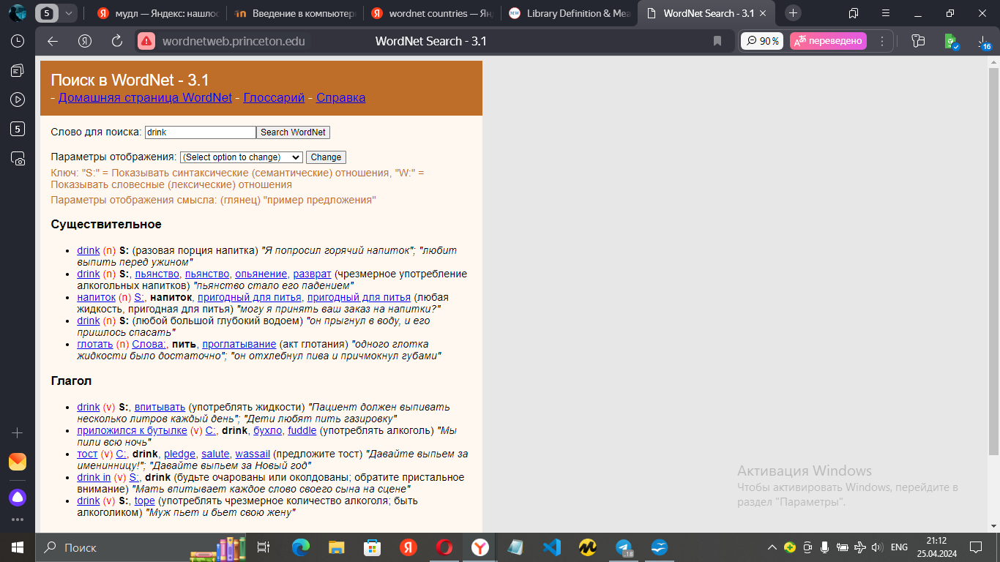 5
мудл — Яндекс: нашлос
Введение в компьютерн
wordnet countries — Ян
Library Definition & Mea
WordNet Search - 3.1
wordnetweb.princeton.edu
WordNet Search - 3.1
90%
переведено
16
5
Поиск в WordNet - 3.1
- Домашняя страница WordNet - Глоссарий - Справка
Слово для поиска: drink Search WordNet
Параметры отображения: (Select option to change) Change
Ключ: "S:" = Показывать синтаксические (семантические) отношения, "W:" =
Показывать словесные (лексические) отношения
Параметры отображения смысла: (глянец) "пример предложения"
Существительное
• drink (n) S: (разовая порция напитка) "Я попросил горячий напиток"; "любит
выпить перед ужином"
• drink (n) S:, пьянство, пьянство, опьянение, разврат (чрезмерное употребление
алкогольных напитков) "пьянство стало его падением"
• напиток (n) S:, напиток, пригодный для питья, пригодный для питья (любая
жидкость, пригодная для питья) "могу я принять ваш заказ на напитки?"
• drink (n) S: (любой большой глубокий водоем) "он прыгнул в воду, и его
пришлось спасать"
• глотать (n) Слова:, пить, проглатывание (акт глотания) "одного глотка
жидкости было достаточно"; "он отхлебнул пива и причмокнул губами"
Глагол
• drink (v) S:, впитывать (употреблять жидкости) "Пациент должен выпивать
несколько литров каждый день"; "Дети любят пить газировку"
• приложился к бутылке (v) С:, drink, бухло, fuddle (употреблять алкоголь) "Мы
пили всю ночь"
• тост (v) С:, drink, pledge, salute, wassail (предложите тост) "Давайте выпьем за
именинницу!"; "Давайте выпьем за Новый год"
• drink in (v) S:, drink (будьте очарованы или околдованы; обратите пристальное
внимание) "Мать впитывает каждое слово своего сына на сцене"
• drink (v) S:, tope (употреблять чрезмерное количество алкоголя; быть
алкоголиком) "Муж пьет и бьет свою жену"
Активация Windows
Чтобы активировать Windows, перейдите в
раздел "Параметры".
Поиск
..18
ENG
21:12
25.04.2024